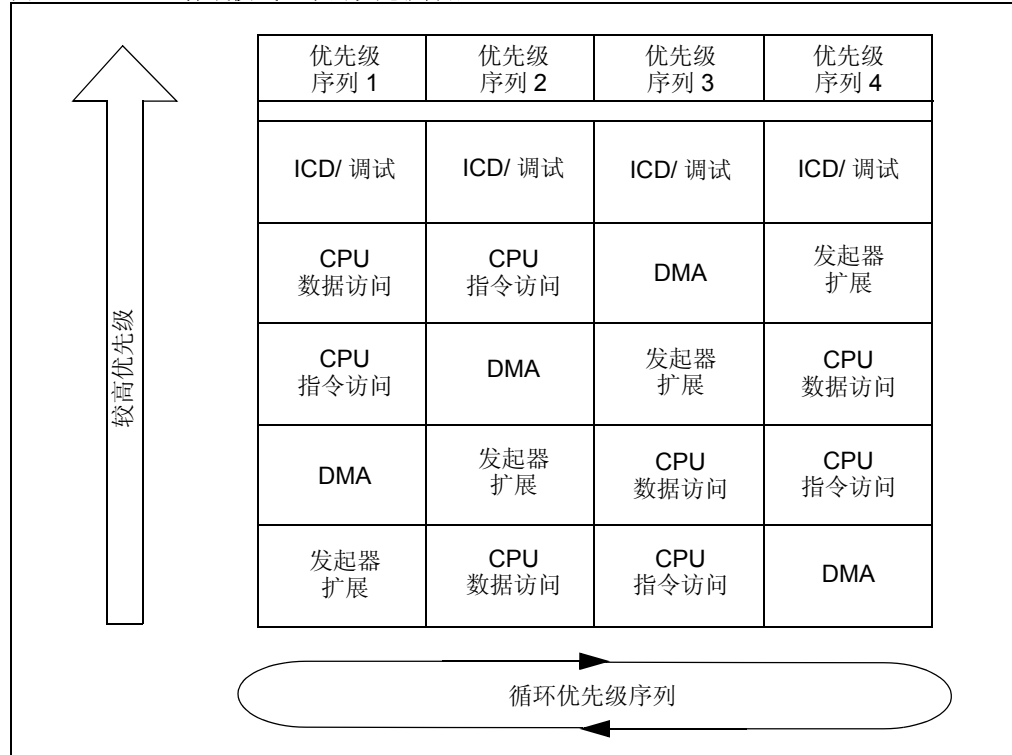 优先级 优先级 优先级 优先级
序列 1 序列 2 序列 3 序列 4
ICD/ 调试 ICD/ 调试 ICD/ 调试 ICD/ 调试
CPU
数据访问
CPU
指令访问
DMA
发起器
扩展
CPU
指令访问
DMA
发起器
扩展
CPU
数据访问
DMA
发起器
扩展
CPU
数据访问
CPU
指令访问
发起器
扩展
CPU
数据访问
CPU
指令访问
DMA
较高优先级
循环优先级序列